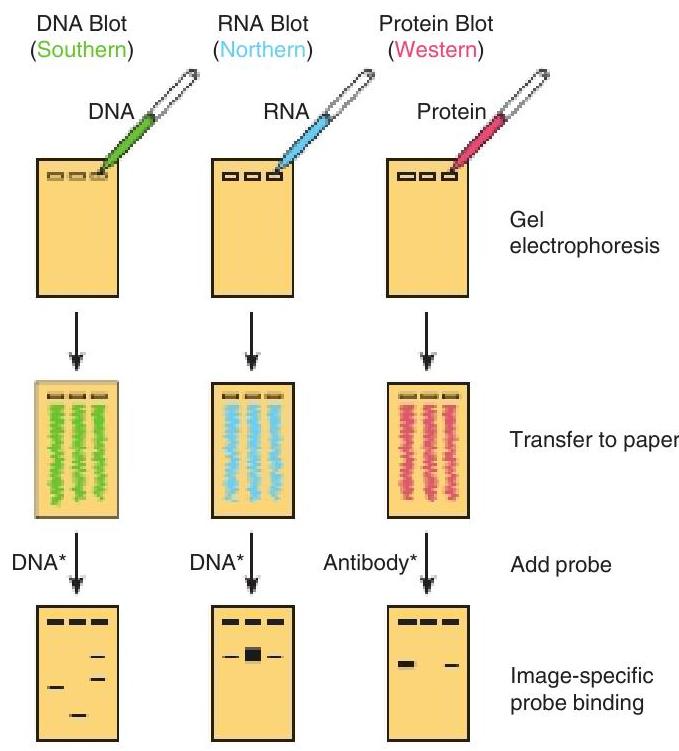 DNA Blot
(Southern)
RNA Blot
(Northern)
Protein Blot
(Western)
DNA
RNA
Protein
Gel
electrophoresis
Transfer to paper
DNA*
DNA*
Antibody*
Add probe
Image-specific
probe binding